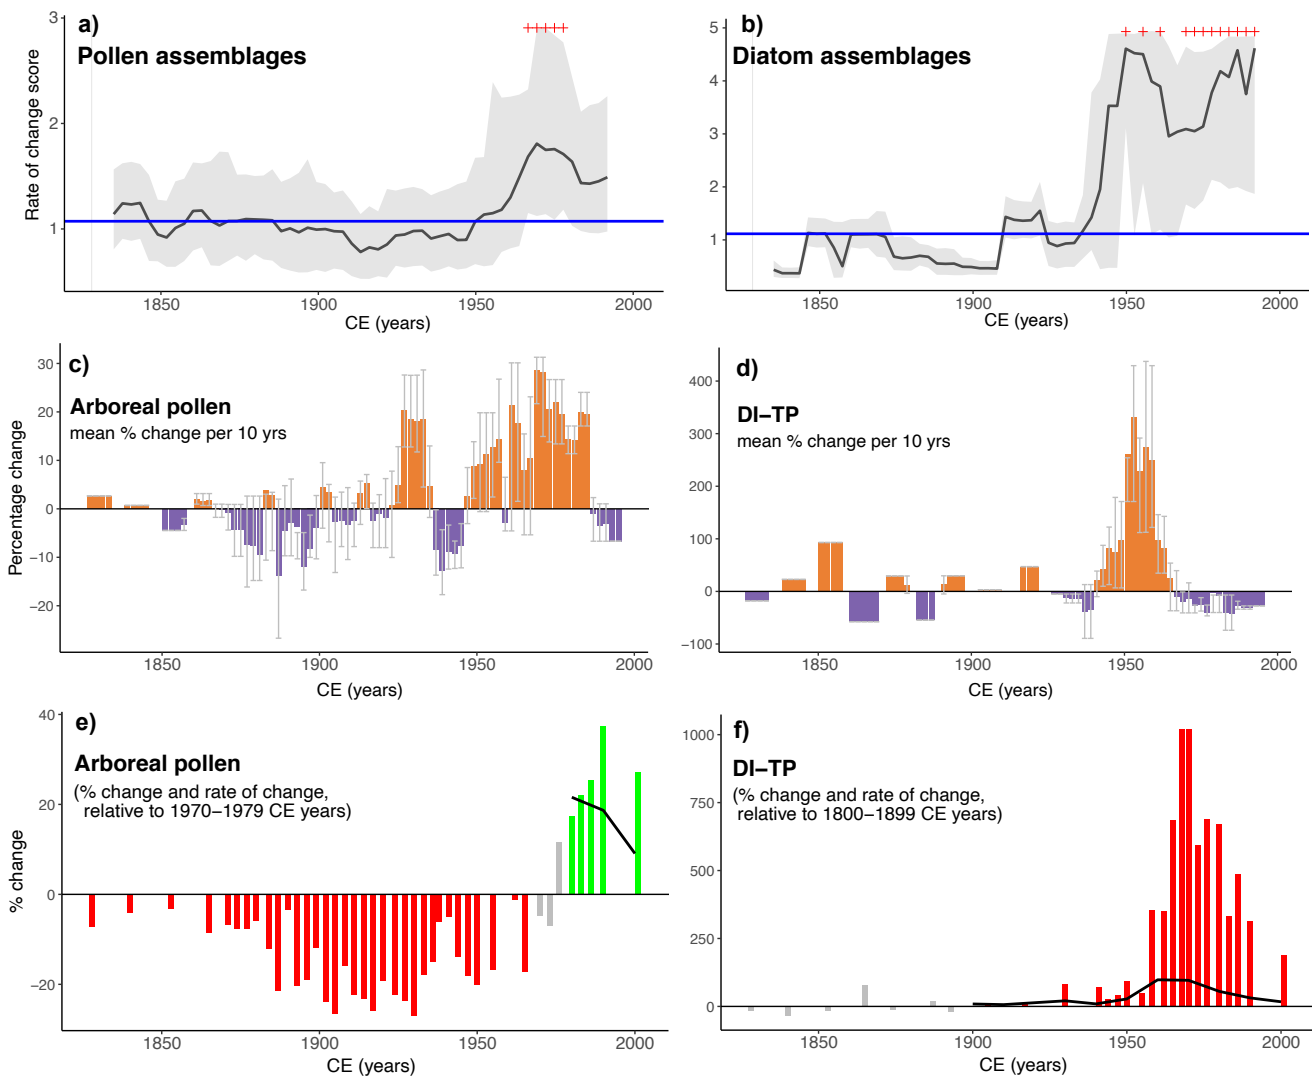 a)
Pollen assemblages
Rate of change score
3
2
1
1850
1900
1950
2000
CE (years)
b)
Diatom assemblages
5
4
3
2
1
1850
1900
1950
2000
CE (years)
c)
Arboreal pollen
mean % change per 10 yrs
Percentage change
30
20
10
0
−10
−20
1850
1900
1950
2000
CE (years)
d)
DI−TP
mean % change per 10 yrs
400
300
200
100
0
−100
1850
1900
1950
2000
CE (years)
e)
Arboreal pollen
(% change and rate of change,
relative to 1970−1979 CE years)
% change
40
20
0
−20
1850
1900
1950
2000
CE (years)
f)
DI−TP
(% change and rate of change,
relative to 1800−1899 CE years)
1000
750
500
250
0
1850
1900
1950
2000
CE (years)